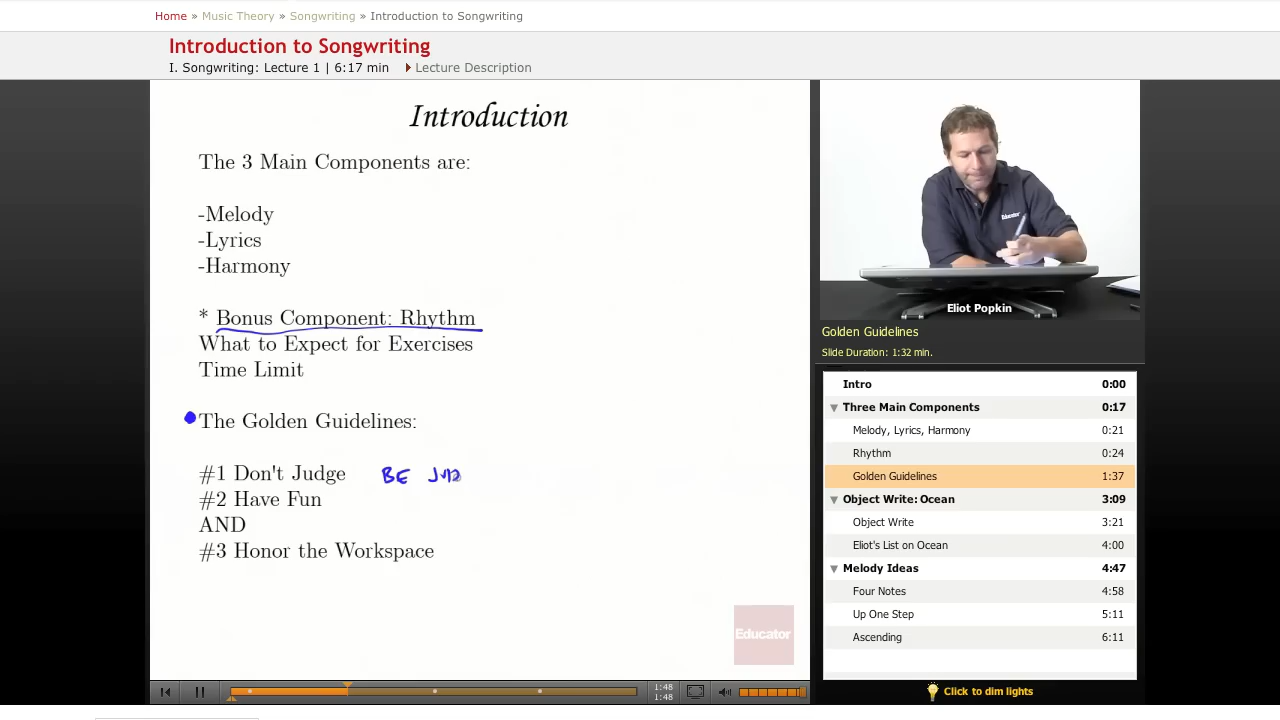 Home » Music Theory » Songwriting » Introduction to Songwriting
Introduction to Songwriting
I. Songwriting: Lecture 1 | 6:17 min Lecture Description
Introduction
The 3 Main Components are:
-Melody
-Lyrics
-Harmony
* Bonus Component: Rhythm
What to Expect for Exercises
Time Limit
The Golden Guidelines:
#1 Don't Judge BE
#2 Have Fun
AND
#3 Honor the Workspace
Educator
1:48
1:48
Educator
Eliot Popkin
Golden Guidelines
Slide Duration: 1:32 min.
Intro 0:00
Three Main Components 0:17
Melody, Lyrics, Harmony 0:21
Rhythm 0:24
Golden Guidelines 1:37
Object Write: Ocean 3:09
Object Write 3:21
Eliot's List on Ocean 4:00
Melody Ideas 4:47
Four Notes 4:58
Up One Step 5:11
Ascending 6:11
Click to dim lights